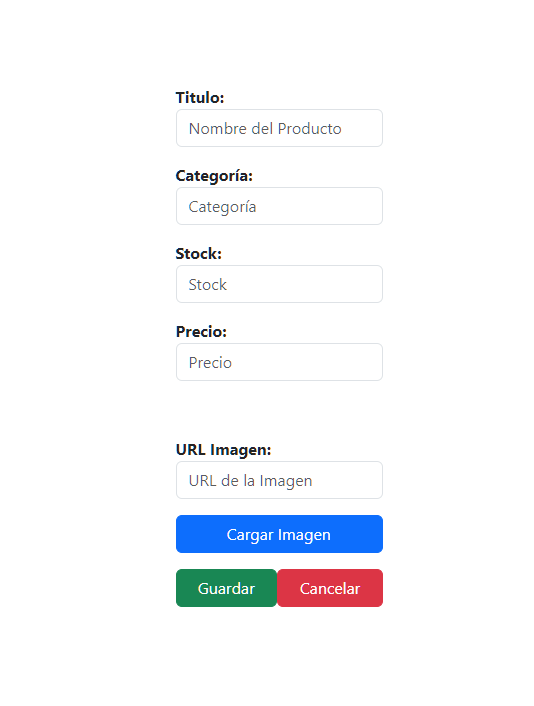 Titulo:
Nombre del Producto
Categoría:
Categoría
Stock:
Stock
Precio:
Precio
URL Imagen:
URL de la Imagen
Cargar Imagen
Guardar Cancelar